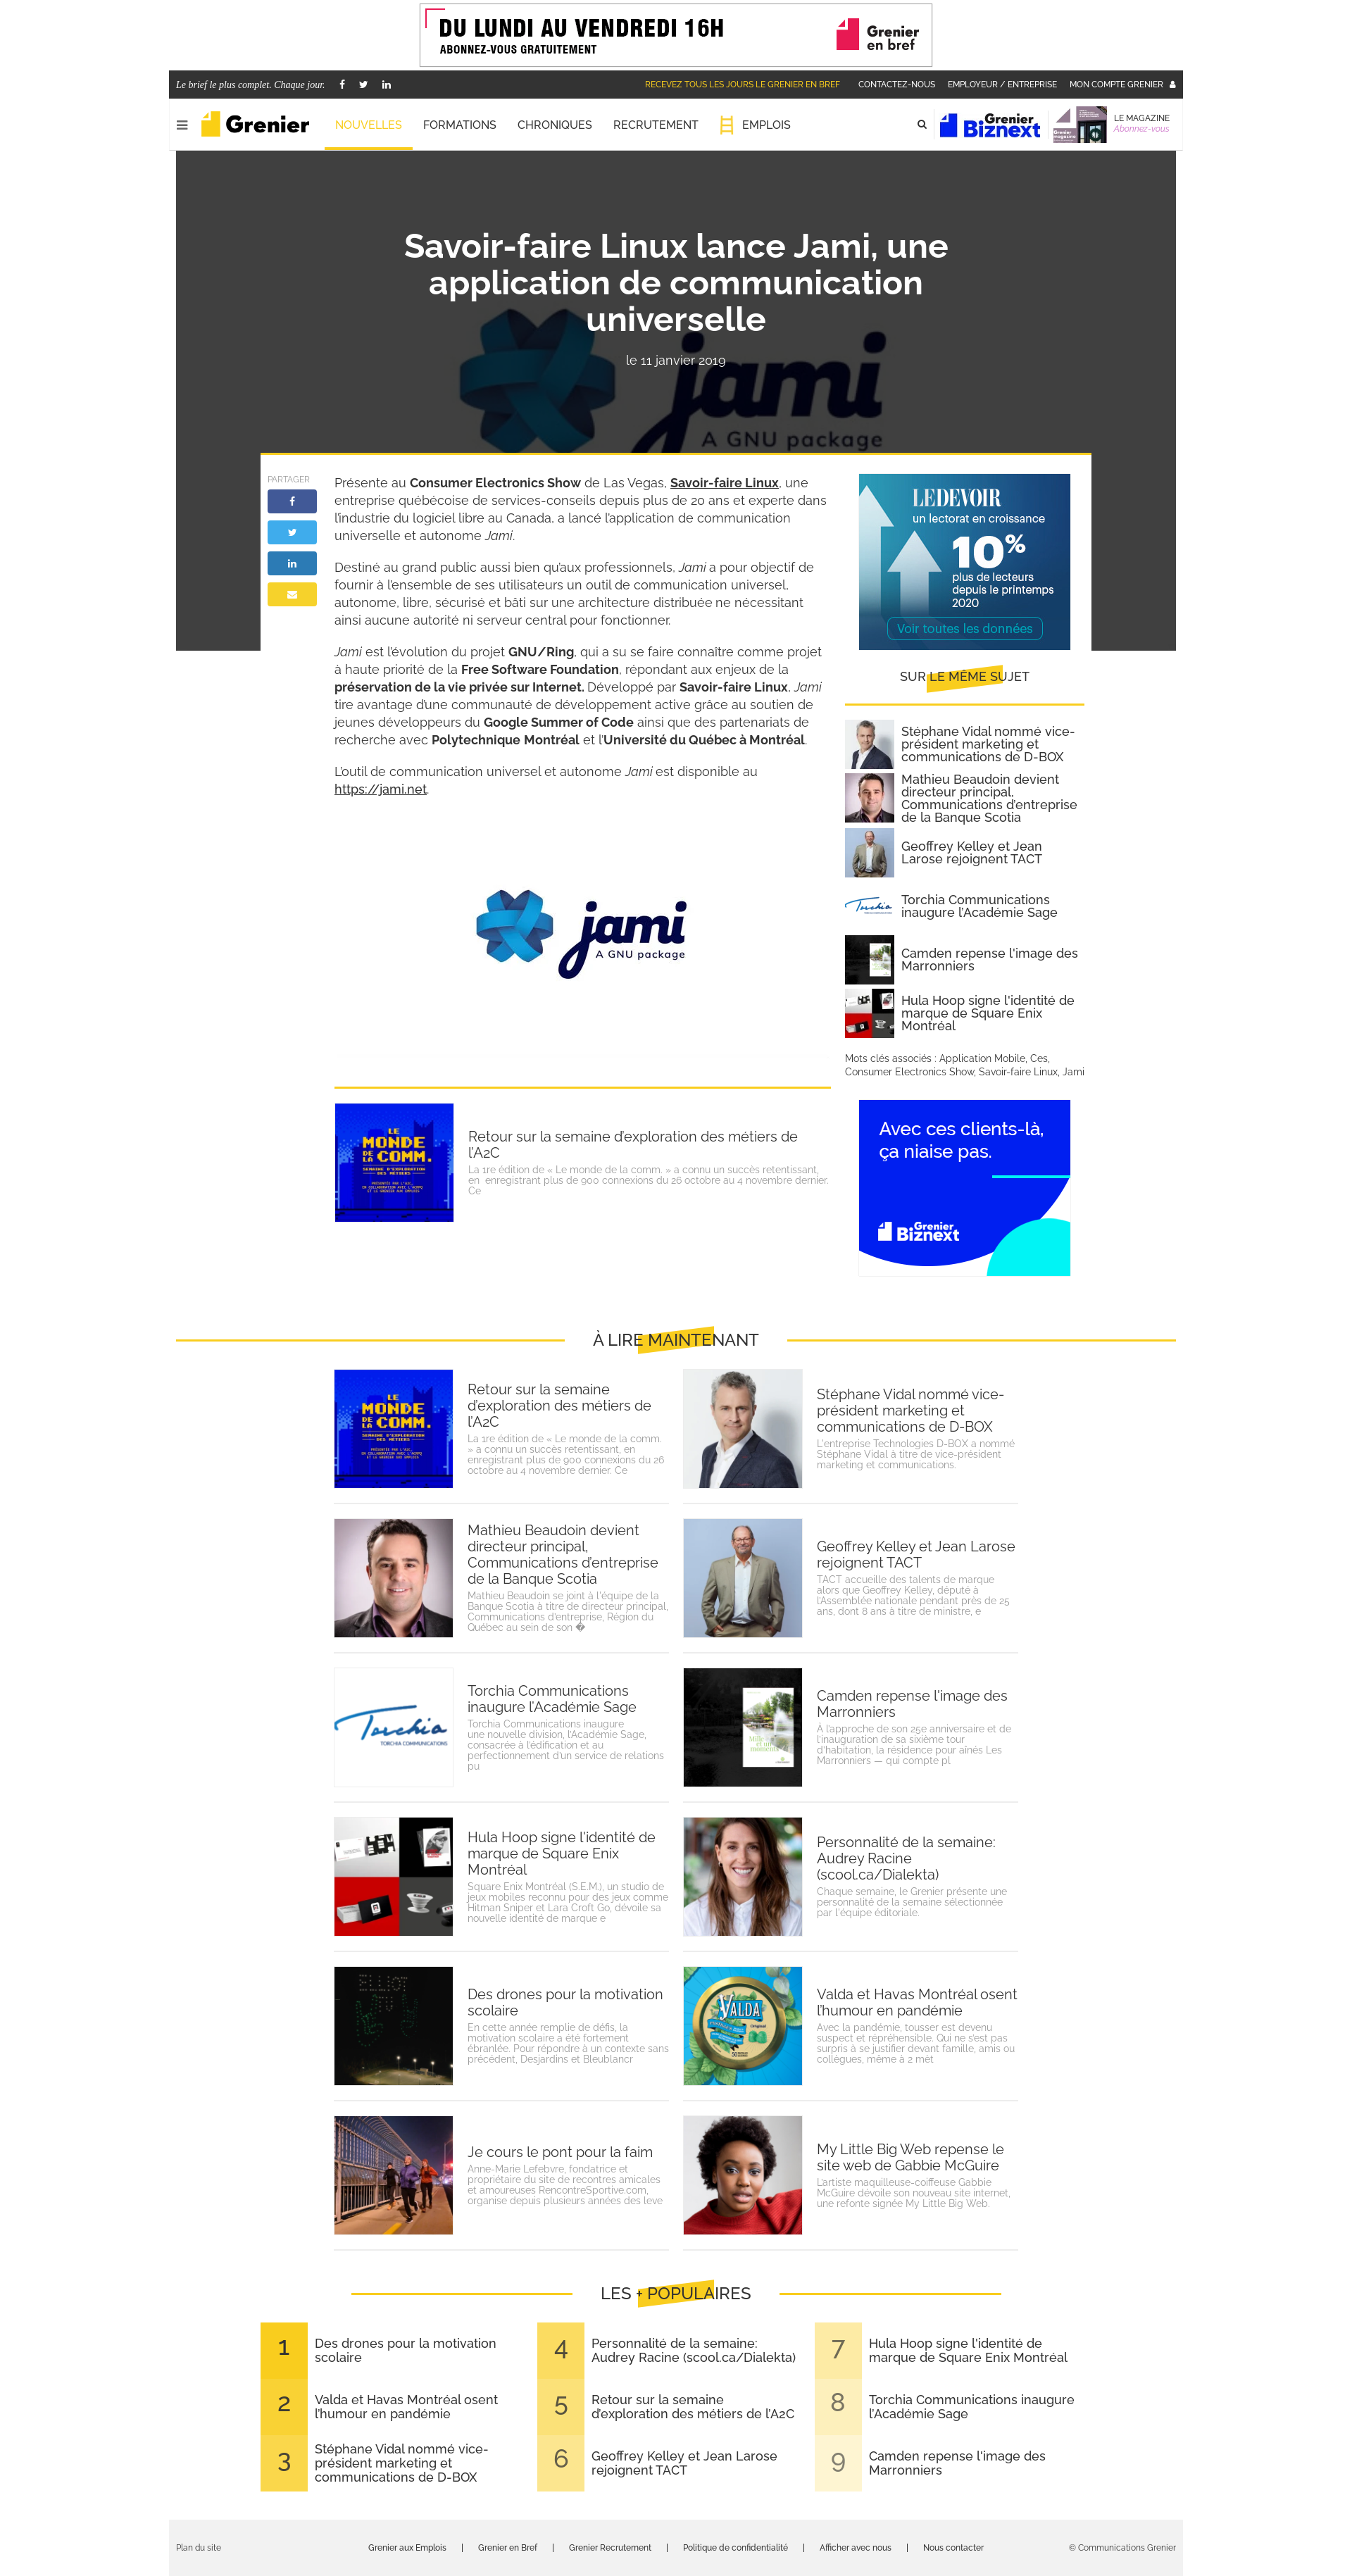 DU LUNDI AU VENDREDI 16H
ABONNEZ-VOUS GRATUITEMENT
Grenier
en bref
Le brief le plus complet. Chaque jour.
RECEVEZ TOUS LES JOURS LE GRENIER EN BREF
CONTACTEZ-NOUS
EMPLOYEUR / ENTREPRISE
MON COMPTE GRENIER
Grenier
NOUVELLES
FORMATIONS
CHRONIQUES
RECRUTEMENT
EMPLOIS
Grenier
Biznext
Grenier
magazine
LE MAGAZINE
Abonnez-vous
Savoir-faire Linux lance Jami, une
application de communication
universelle
le 11 janvier 2019
jami
A GNU package
PARTAGER
Présente au Consumer Electronics Show de Las Vegas, Savoir-faire Linux, une
entreprise québécoise de services-conseils depuis plus de 20 ans et experte dans
l’industrie du logiciel libre au Canada, a lancé l’application de communication
universelle et autonome Jami.
Destiné au grand public aussi bien qu’aux professionnels, Jami a pour objectif de
fournir à l’ensemble de ses utilisateurs un outil de communication universel,
autonome, libre, sécurisé et bâti sur une architecture distribuée ne nécessitant
ainsi aucune autorité ni serveur central pour fonctionner.
Jami est l’évolution du projet GNU/Ring, qui a su se faire connaître comme projet
à haute priorité de la Free Software Foundation, répondant aux enjeux de la
préservation de la vie privée sur Internet. Développé par Savoir-faire Linux, Jami
tire avantage d’une communauté de développement active grâce au soutien de
jeunes développeurs du Google Summer of Code ainsi que des partenariats de
recherche avec Polytechnique Montréal et l’Université du Québec à Montréal.
L’outil de communication universel et autonome Jami est disponible au
https://jami.net.
jami
A GNU package
LE DEVOIR
un lectorat en croissance
10%
plus de lecteurs
depuis le printemps
2020
Voir toutes les données
SUR LE MÊME SUJET
Stéphane Vidal nommé vice-
président marketing et
communications de D-BOX
Mathieu Beaudoin devient
directeur principal,
Communications d’entreprise
de la Banque Scotia
Geoffrey Kelley et Jean
Larose rejoignent TACT
Torchia
Torchia Communications
inaugure l’Académie Sage
Camden repense l'image des
Marronniers
Hula Hoop signe l'identité de
marque de Square Enix
Montréal
Mots clés associés : Application Mobile, Ces,
Consumer Electronics Show, Savoir-faire Linux, Jami
LE
MONDE
DE LA COMM.
SEMAINE D'EXPLORATION
DES MÉTIERS
Retour sur la semaine d’exploration des métiers de
l’A2C
La 1re édition de « Le monde de la comm. » a connu un succès retentissant,
en enregistrant plus de 900 connexions du 26 octobre au 4 novembre dernier.
Ce
Avec ces clients-là,
ça niaise pas.
Grenier
Biznext
À LIRE MAINTENANT
LE
MONDE
DE LA COMM.
SEMAINE D'EXPLORATION
DES MÉTIERS
Retour sur la semaine
d’exploration des métiers de
l’A2C
La 1re édition de « Le monde de la comm.
» a connu un succès retentissant, en
enregistrant plus de 900 connexions du 26
octobre au 4 novembre dernier. Ce
Stéphane Vidal nommé vice-
président marketing et
communications de D-BOX
L'entreprise Technologies D-BOX a nommé
Stéphane Vidal à titre de vice-président
marketing et communications.
Mathieu Beaudoin devient
directeur principal,
Communications d’entreprise
de la Banque Scotia
Mathieu Beaudoin se joint à l'équipe de la
Banque Scotia à titre de directeur principal,
Communications d’entreprise, Région du
Québec au sein de son �
Geoffrey Kelley et Jean Larose
rejoignent TACT
TACT accueille des talents de marque
alors que Geoffrey Kelley, député à
l’Assemblée nationale pendant près de 25
ans, dont 8 ans à titre de ministre, e
Torchia
TORCHIA COMMUNICATIONS
Torchia Communications
inaugure l’Académie Sage
Torchia Communications inaugure
une nouvelle division, l’Académie Sage,
consacrée à l’édification et au
perfectionnement d’un service de relations
pu
Camden repense l'image des
Marronniers
À l’approche de son 25e anniversaire et de
l’inauguration de sa sixième tour
d’habitation, la résidence pour aînés Les
Marronniers — qui compte pl
Hula Hoop signe l'identité de
marque de Square Enix
Montréal
Square Enix Montréal (S.E.M.), un studio de
jeux mobiles reconnu pour des jeux comme
Hitman Sniper et Lara Croft Go, dévoile sa
nouvelle identité de marque e
Personnalité de la semaine:
Audrey Racine
(scool.ca/Dialekta)
Chaque semaine, le Grenier présente une
personnalité de la semaine sélectionnée
par l'équipe éditoriale.
ELLIOT
Des drones pour la motivation
scolaire
En cette année remplie de défis, la
motivation scolaire a été fortement
ébranlée. Pour répondre à un contexte sans
précédent, Desjardins et Bleublancr
VALDA
Original
Valda et Havas Montréal osent
l’humour en pandémie
Avec la pandémie, tousser est devenu
suspect et répréhensible. Qui ne s’est pas
surpris à se justifier devant famille, amis ou
collègues, même à 2 mèt
Je cours le pont pour la faim
Anne-Marie Lefebvre, fondatrice et
propriétaire du site de recontres amicales
et amoureuses RencontreSportive.com,
organise depuis plusieurs années des leve
My Little Big Web repense le
site web de Gabbie McGuire
L’artiste maquilleuse-coiffeuse Gabbie
McGuire dévoile son nouveau site internet,
une refonte signée My Little Big Web.
LES + POPULAIRES
1
Des drones pour la motivation
scolaire
2
Valda et Havas Montréal osent
l’humour en pandémie
3
Stéphane Vidal nommé vice-
président marketing et
communications de D-BOX
4
Personnalité de la semaine:
Audrey Racine (scool.ca/Dialekta)
5
Retour sur la semaine
d’exploration des métiers de l’A2C
6
Geoffrey Kelley et Jean Larose
rejoignent TACT
7
Hula Hoop signe l'identité de
marque de Square Enix Montréal
8
Torchia Communications inaugure
l’Académie Sage
9
Camden repense l'image des
Marronniers
Plan du site
Grenier aux Emplois
Grenier en Bref
Grenier Recrutement
Politique de confidentialité
Afficher avec nous
Nous contacter
© Communications Grenier